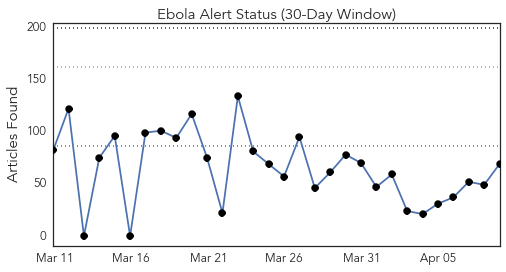 Ebola Alert Status (30-Day Window)
Articles Found
200
150
100
50
0
Mar 11 Mar 16 Mar 21 Mar 26 Mar 31 Apr 05